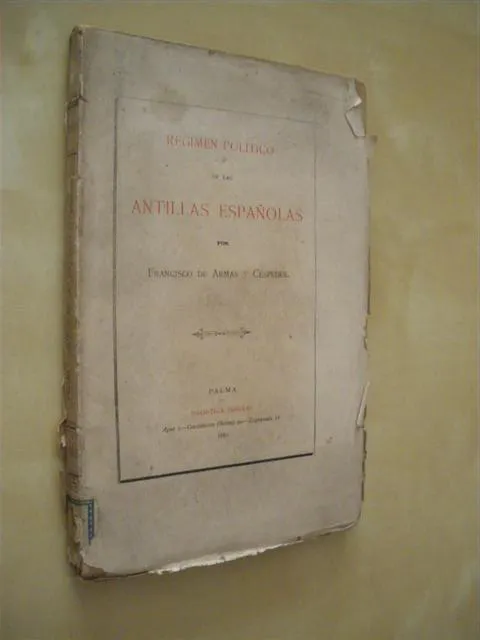 REGIMEN POLITICO
DE LAS
ANTILLAS ESPAÑOLAS
POR
FRANCISCO DE ARMAS Y CÉSPEDES.
PALMA